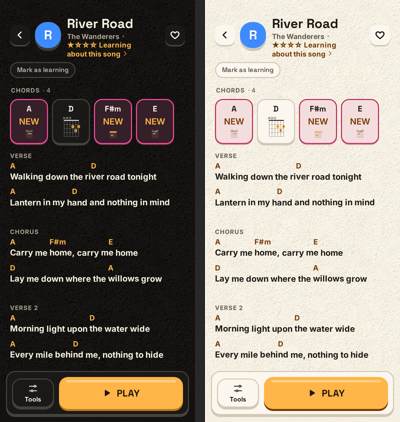 River Road
R
The Wanderers ·
★☆☆☆ Learning
about this song >
Mark as learning
CHORDS · 4
A D F#m E
NEW NEW NEW
VERSE
A D
Walking down the river road tonight
A D
Lantern in my hand and nothing in mind
CHORUS
A F#m E
Carry me home, carry me home
D A
Lay me down where the willows grow
VERSE 2
A D
Morning light upon the water wide
A D
Every mile behind me, nothing to hide
Tools
PLAY
River Road
R
The Wanderers ·
★☆☆☆ Learning
about this song >
Mark as learning
CHORDS · 4
A D F#m E
NEW NEW NEW
VERSE
A D
Walking down the river road tonight
A D
Lantern in my hand and nothing in mind
CHORUS
A F#m E
Carry me home, carry me home
D A
Lay me down where the willows grow
VERSE 2
A D
Morning light upon the water wide
A D
Every mile behind me, nothing to hide
Tools
PLAY